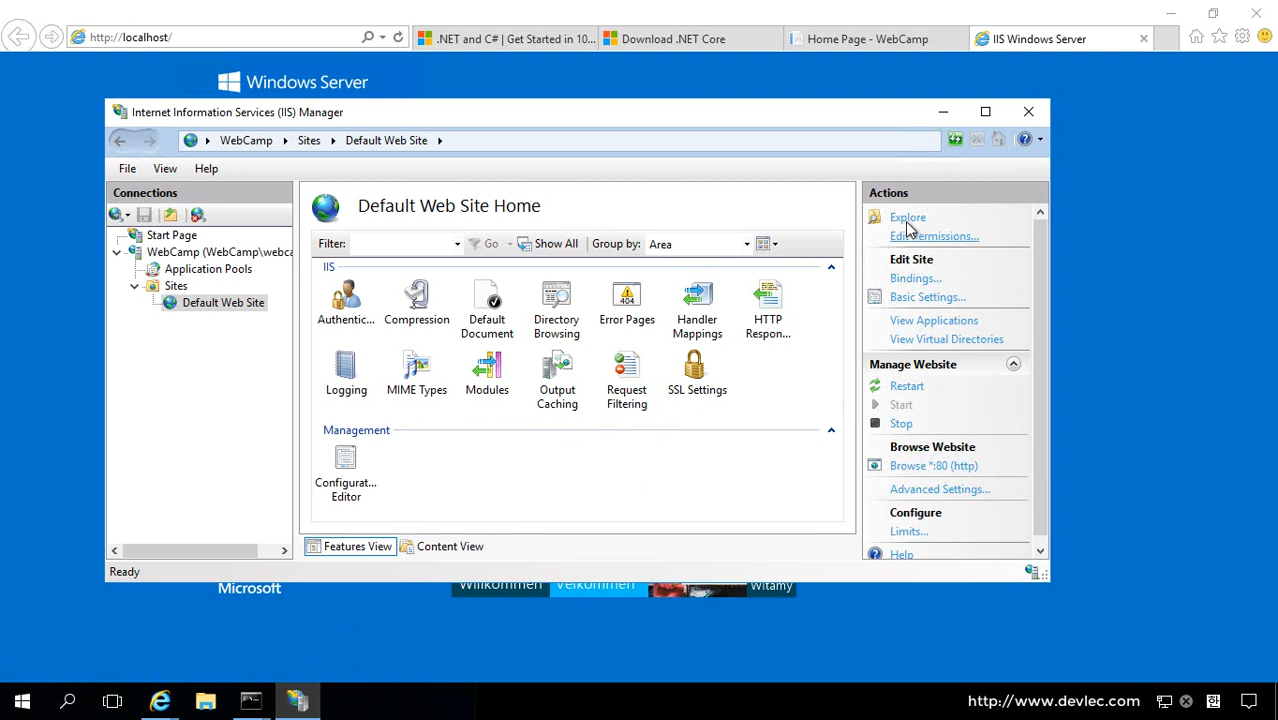 http://localhost/
.NET and C# | Get Started in 10...
Download .NET Core
Home Page - WebCamp
IIS Windows Server
Windows Server
Internet Information Services (IIS) Manager
WebCamp
Sites
Default Web Site
File
View
Help
Connections
Start Page
WebCamp (WebCamp\webca
Application Pools
Sites
Default Web Site
Default Web Site Home
Filter:
Go
Show All
Group by:
Area
IIS
Authentic...
Compression
Default
Document
Directory
Browsing
404
Error Pages
Handler
Mappings
HTTP
Respon...
Logging
MIME Types
Modules
Output
Caching
Request
Filtering
SSL Settings
Management
Configurat...
Editor
Features View
Content View
Actions
Explore
Edit Permissions...
Edit Site
Bindings...
Basic Settings...
View Applications
View Virtual Directories
Manage Website
Restart
Start
Stop
Browse Website
Browse *:80 (http)
Advanced Settings...
Configure
Limits...
Help
Ready
Microsoft
Willkommen
Velkommen
Witamy
http://www.devlec.com
한